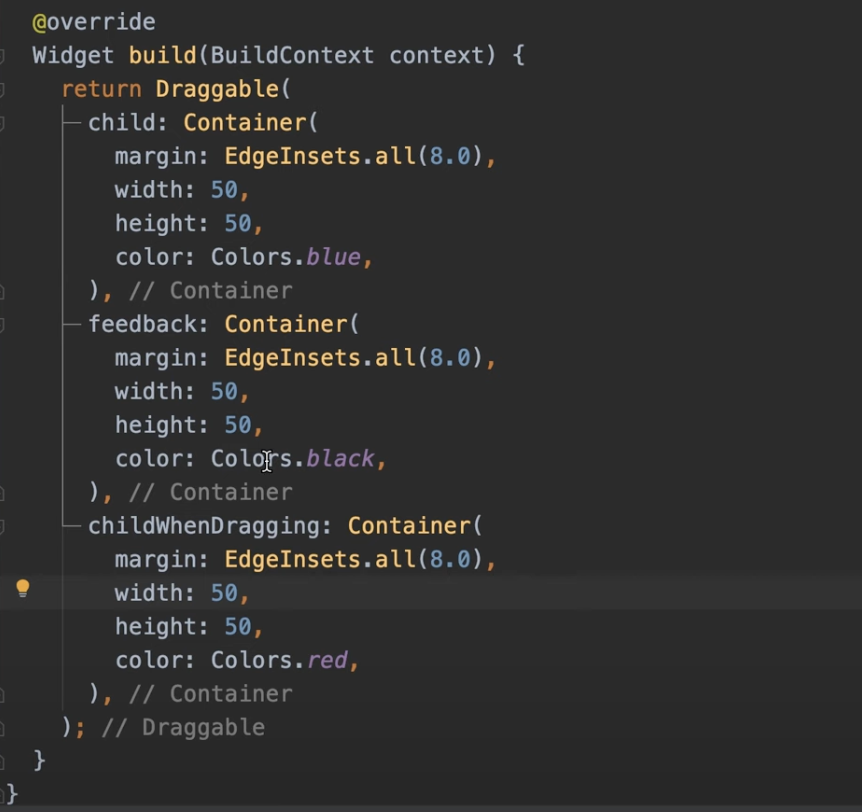 @override
Widget build(BuildContext context) {
return Draggable(
child: Container(
margin: EdgeInsets.all(8.0),
width: 50,
height: 50,
color: Colors.blue,
), // Container
feedback: Container(
margin: EdgeInsets.all(8.0),
width: 50,
height: 50,
color: Colors.black,
), // Container
childWhenDragging: Container(
margin: EdgeInsets.all(8.0),
width: 50,
height: 50,
color: Colors.red,
), // Container
); // Draggable
}
}